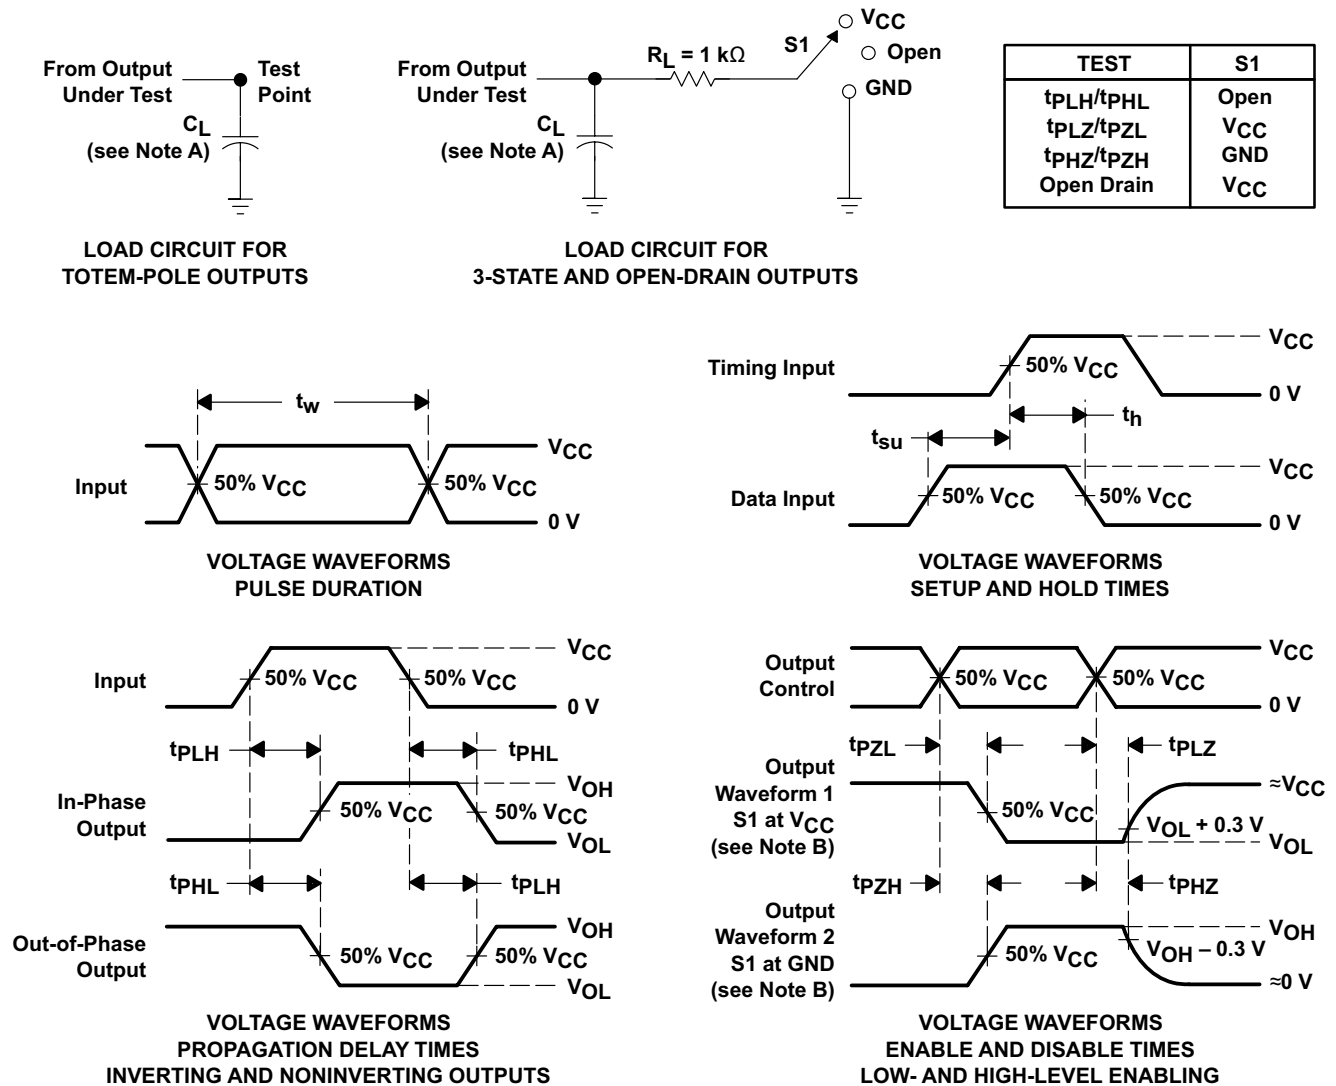 From Output
Under Test
Test
Point
CL
(see Note A)
LOAD CIRCUIT FOR
TOTEM-POLE OUTPUTS
From Output
Under Test
RL = 1 kΩ
S1
VCC
Open
GND
CL
(see Note A)
LOAD CIRCUIT FOR
3-STATE AND OPEN-DRAIN OUTPUTS
TEST S1
tPLH/tPHL Open
tPLZ/tPZL VCC
tPHZ/tPZH GND
Open Drain VCC
tw
Input
50% VCC
50% VCC
VCC
0 V
VOLTAGE WAVEFORMS
PULSE DURATION
Timing Input
50% VCC
VCC
0 V
tsu
th
Data Input
50% VCC
50% VCC
VCC
0 V
VOLTAGE WAVEFORMS
SETUP AND HOLD TIMES
Input
50% VCC
50% VCC
VCC
0 V
tPLH
tPHL
In-Phase
Output
50% VCC
50% VCC
VOH
VOL
tPHL
tPLH
Out-of-Phase
Output
50% VCC
50% VCC
VOH
VOL
VOLTAGE WAVEFORMS
PROPAGATION DELAY TIMES
INVERTING AND NONINVERTING OUTPUTS
Output
Control
50% VCC
50% VCC
VCC
0 V
tPZL
tPLZ
Output
Waveform 1
S1 at VCC
(see Note B)
50% VCC
≈VCC
VOL + 0.3 V
VOL
tPZH
tPHZ
Output
Waveform 2
S1 at GND
(see Note B)
50% VCC
VOH
VOH – 0.3 V
≈0 V
VOLTAGE WAVEFORMS
ENABLE AND DISABLE TIMES
LOW- AND HIGH-LEVEL ENABLING